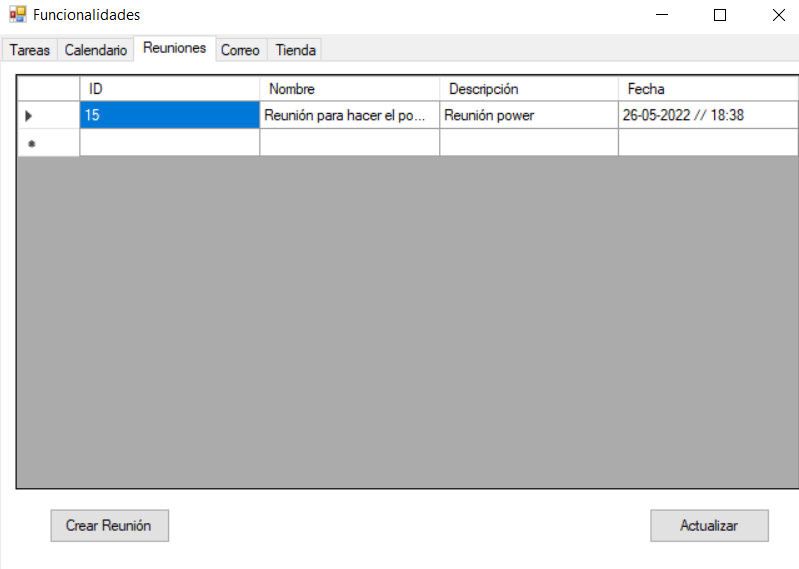 Funcionalidades
Tareas Calendario Reuniones Correo Tienda
ID Nombre Descripción Fecha
15 Reunión para hacer el po... Reunión power 26-05-2022 // 18:38
Crear Reunión Actualizar